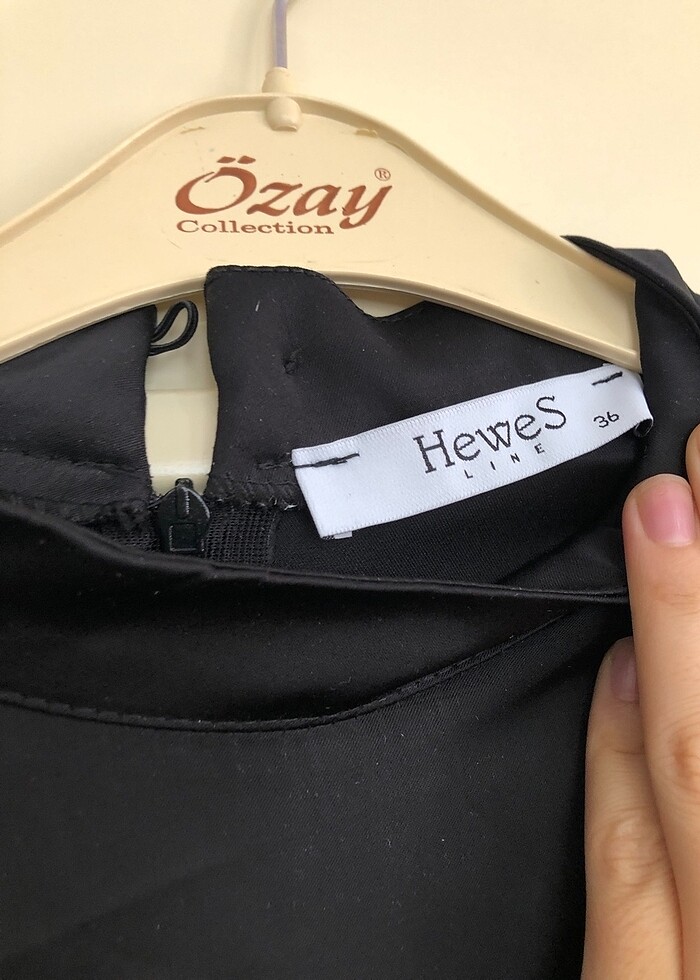 Özay®
Collection
HeweS
LINE
36